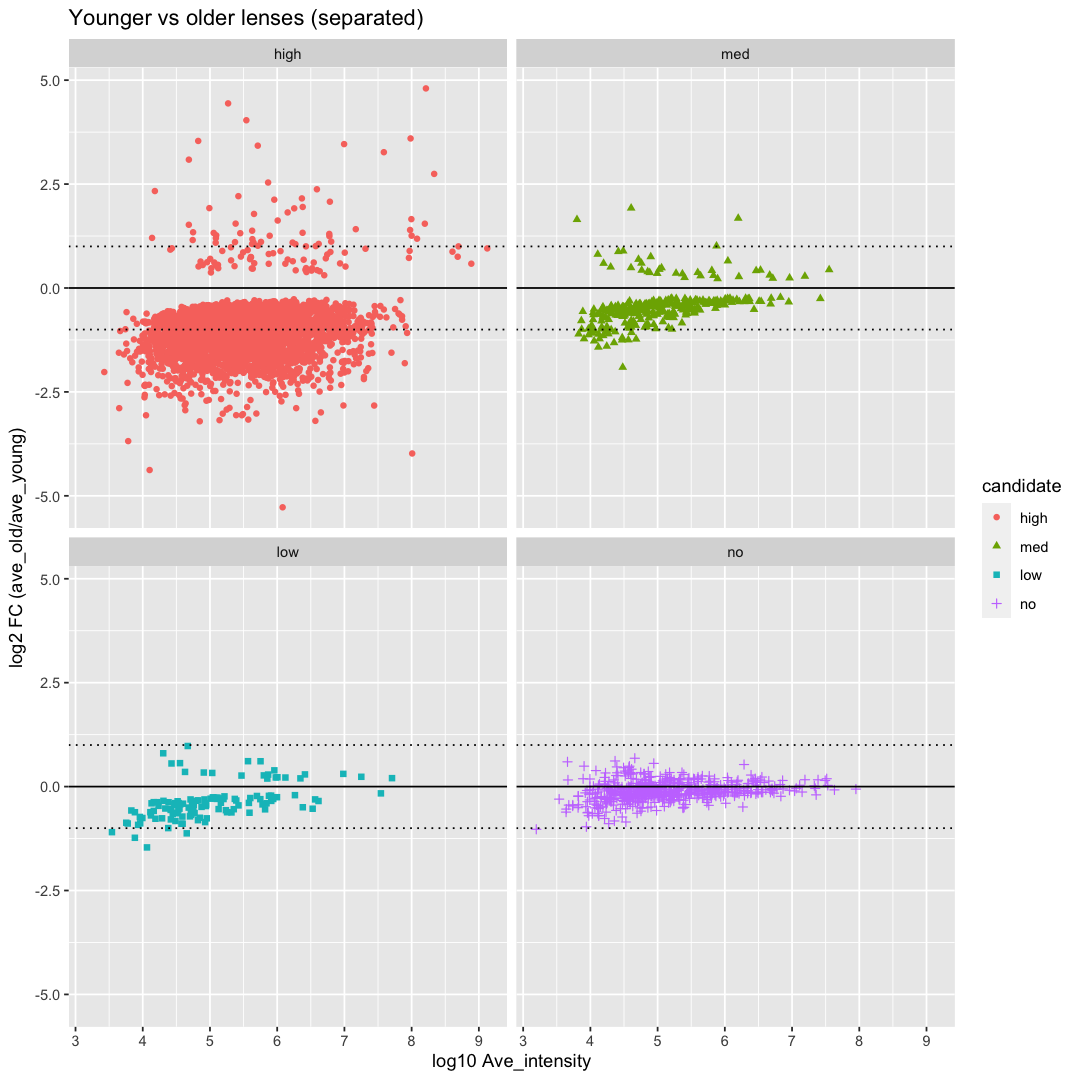 Younger vs older lenses (separated)
high med
5.0
2.5
0.0
-2.5
-5.0
low no
5.0
2.5
0.0
-2.5
-5.0
3 4 5 6 7 8 9 3 4 5 6 7 8 9
log10 Ave_intensity
log2 FC (ave_old/ave_young)
candidate
high
med
low
no